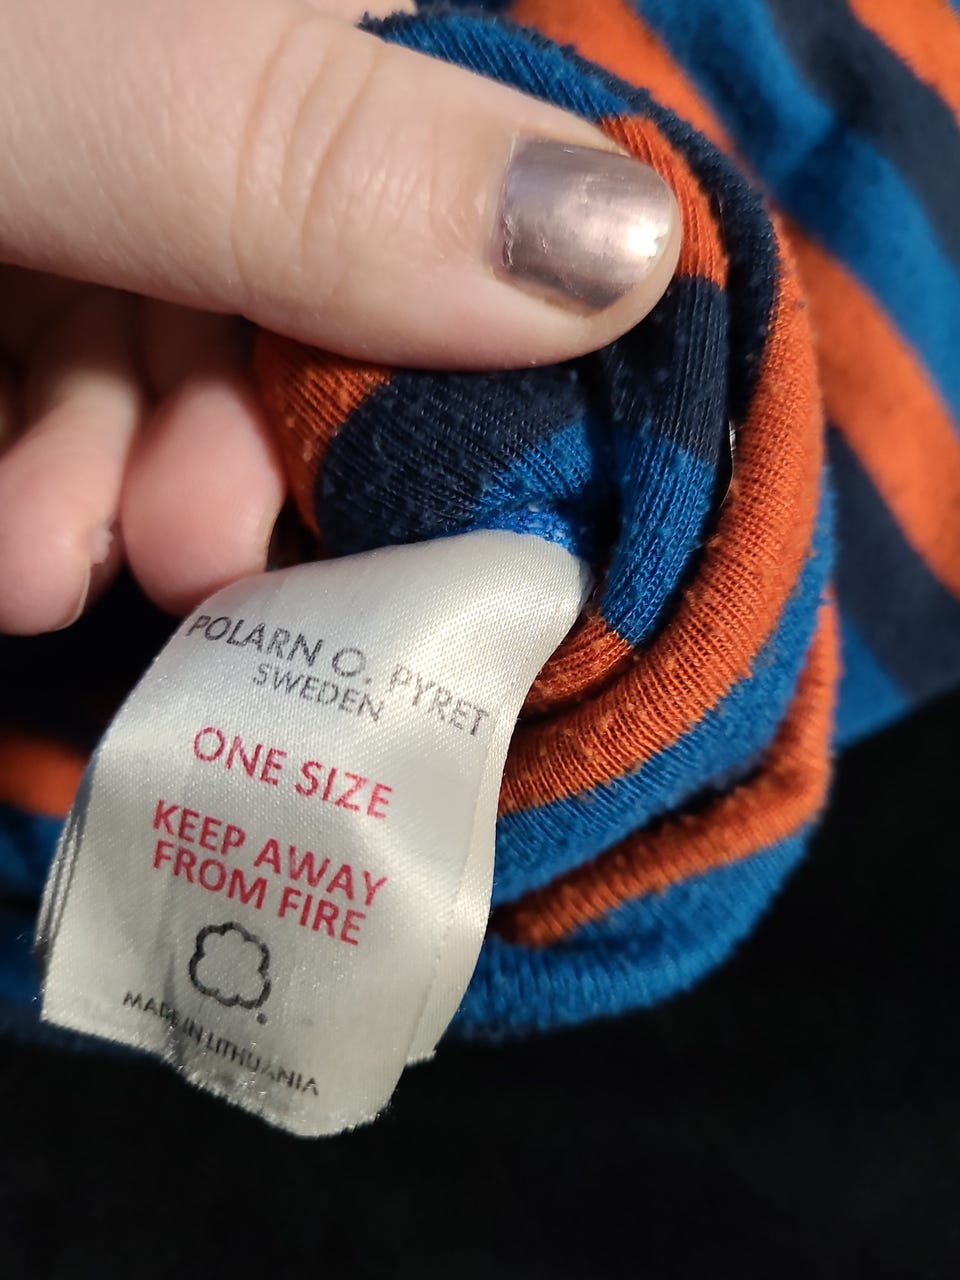 POLARN O. PYRET
SWEDEN
ONE SIZE
KEEP AWAY
FROM FIRE
MADE IN LITHUANIA